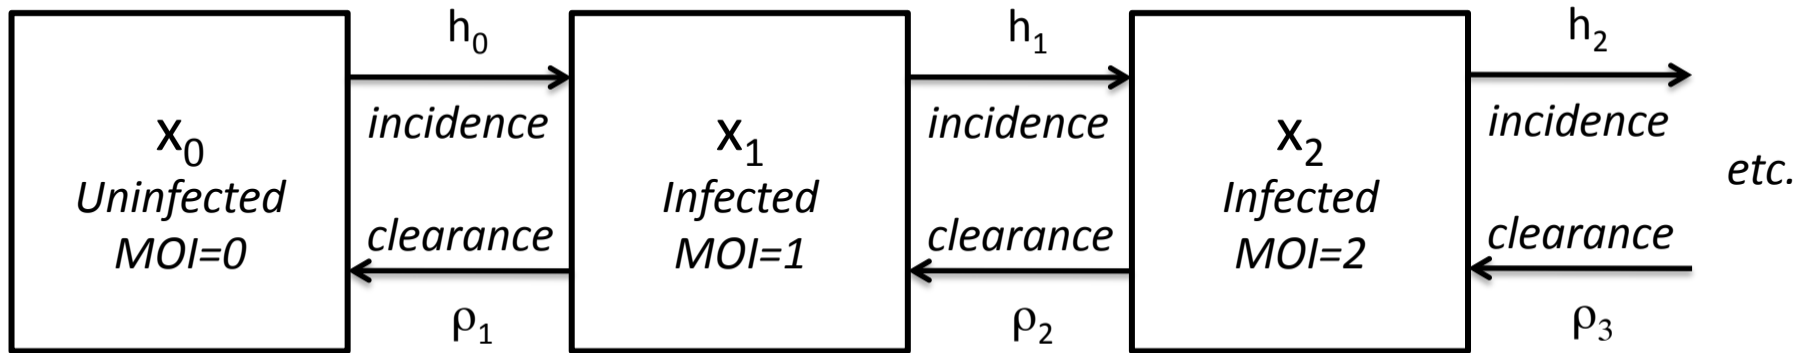 x₀
Uninfected
MOI=0
h₀
incidence
clearance
ρ₁
x₁
Infected
MOI=1
h₁
incidence
clearance
ρ₂
x₂
Infected
MOI=2
h₂
incidence
clearance
ρ₃
etc.